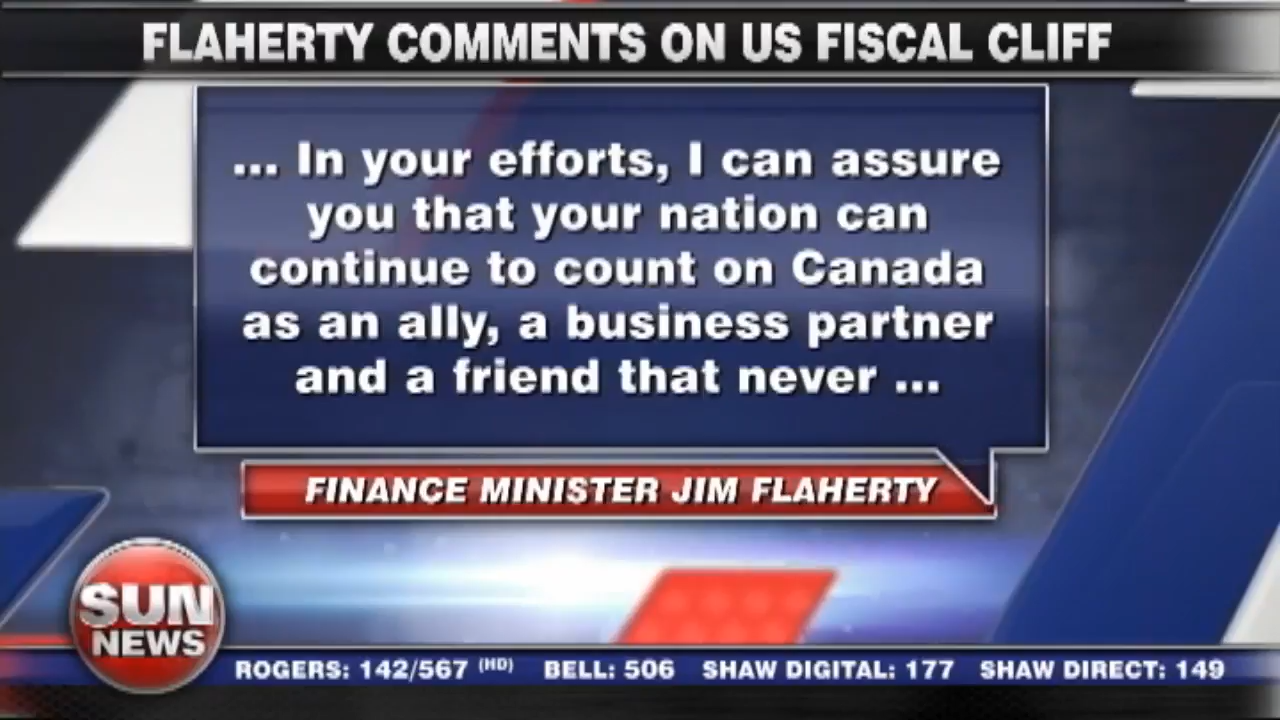 FLAHERTY COMMENTS ON US FISCAL CLIFF
... In your efforts, I can assure
you that your nation can
continue to count on Canada
as an ally, a business partner
and a friend that never ...
FINANCE MINISTER JIM FLAHERTY
SUN
NEWS
ROGERS: 142/567 (HD) BELL: 506 SHAW DIGITAL: 177 SHAW DIRECT: 149